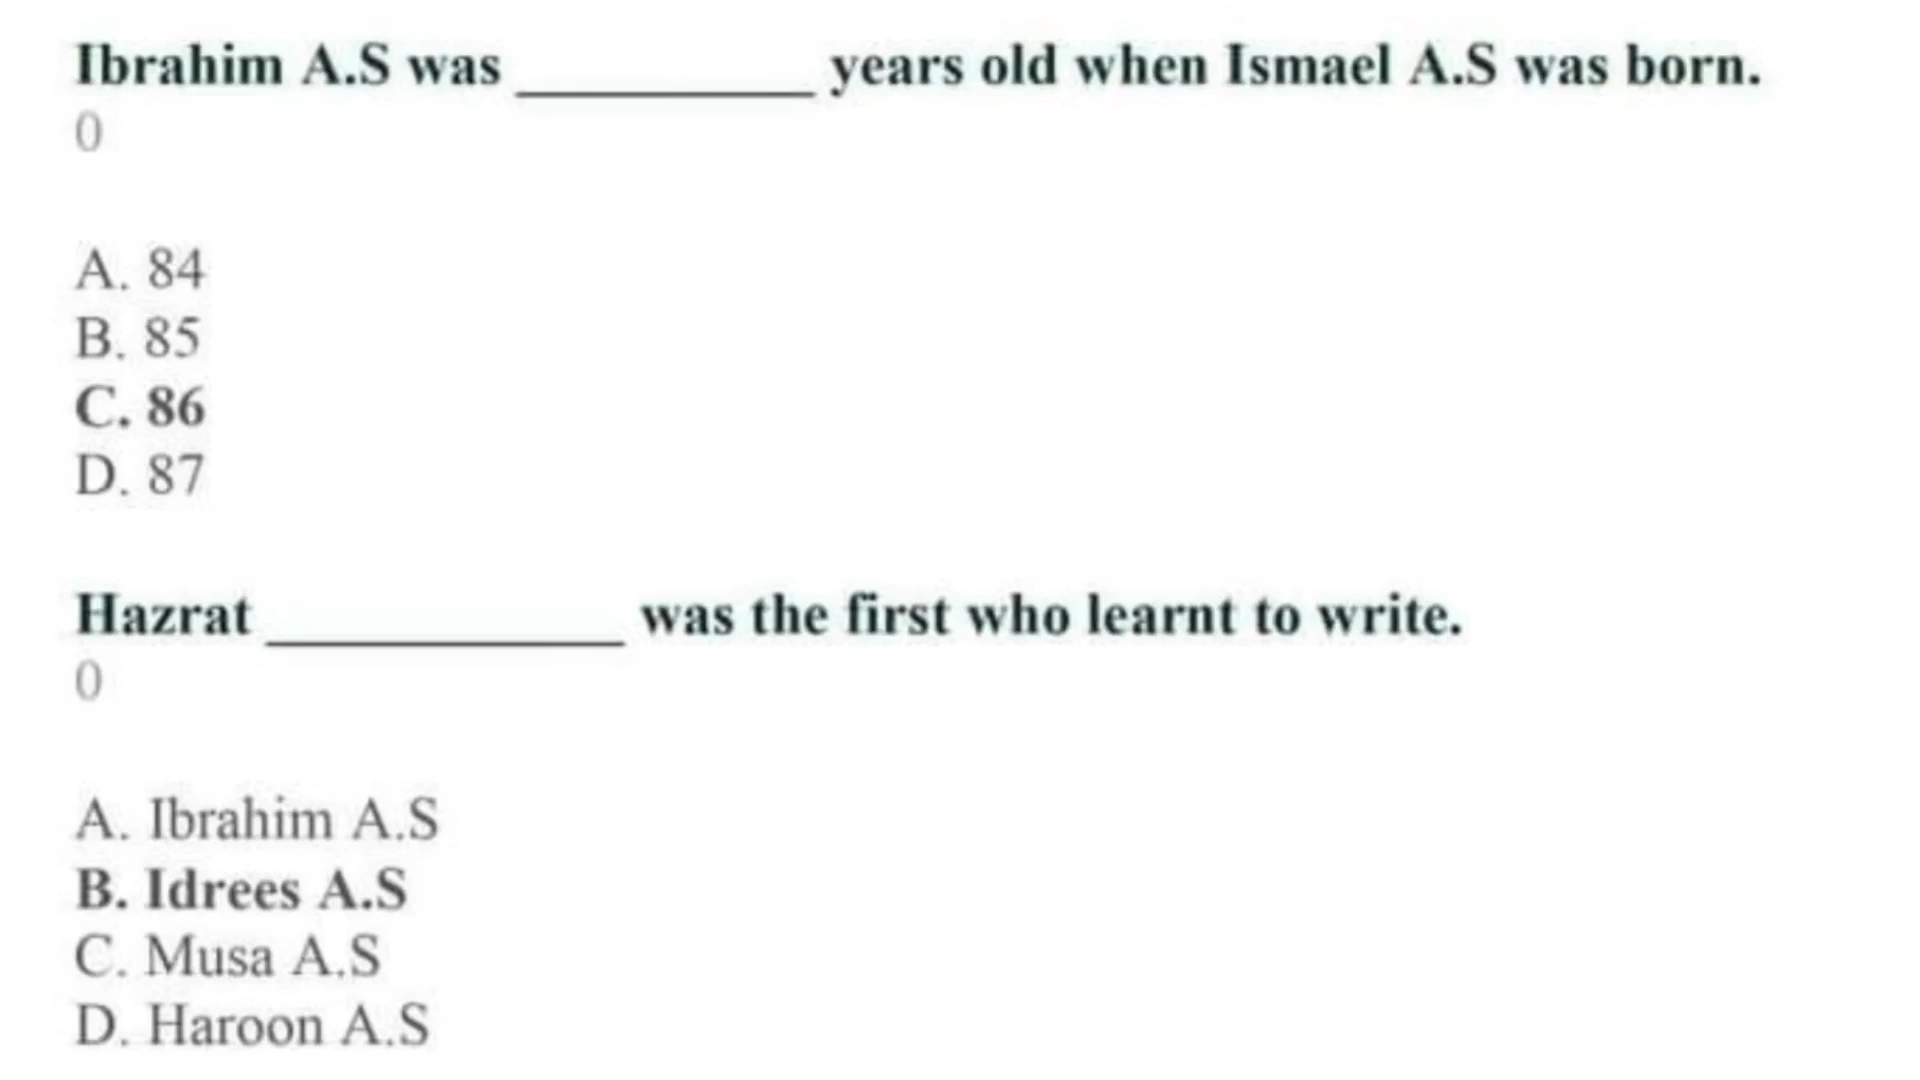 Ibrahim A.S was __________ years old when Ismael A.S was born.
0
A. 84
B. 85
C. 86
D. 87
Hazrat ____________ was the first who learnt to write.
0
A. Ibrahim A.S
B. Idrees A.S
C. Musa A.S
D. Haroon A.S